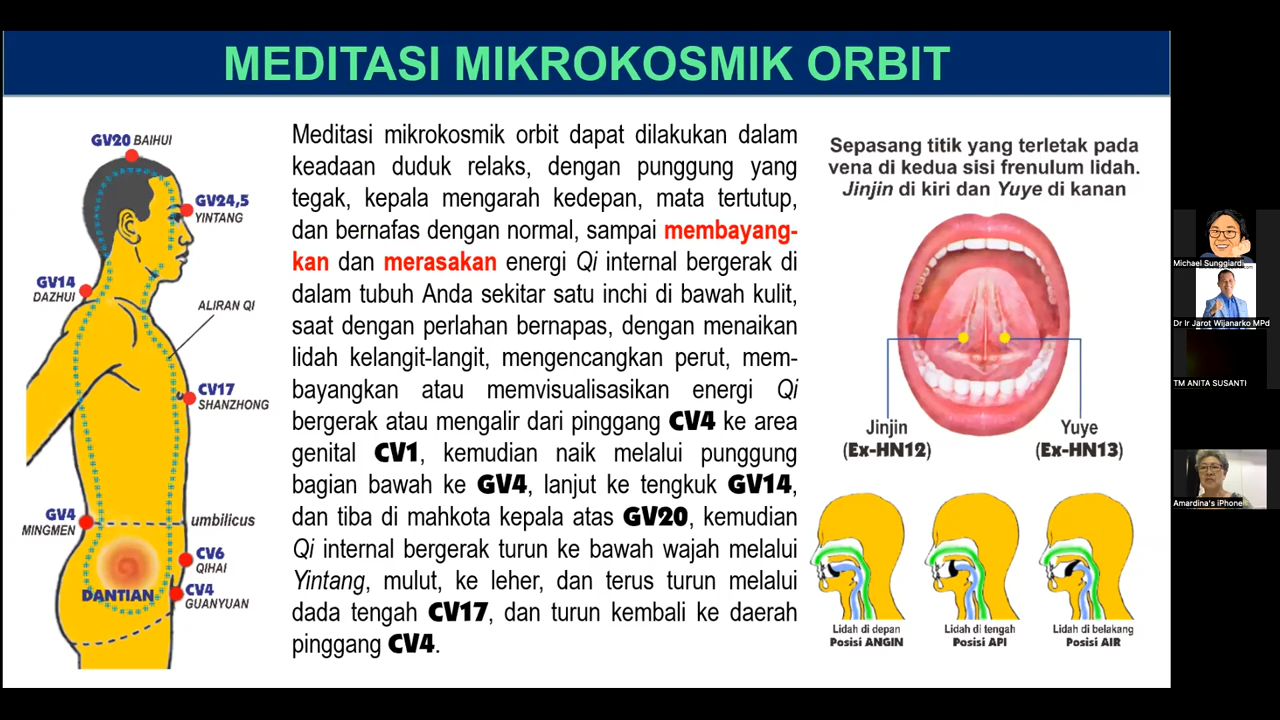 MEDITASI MIKROKOSMIK ORBIT
GV20 BAIHUI
GV24,5
YINTANG
GV14
DAZHUI
ALIRAN QI
CV17
SHANZHONG
GV4
MINGMEN
umbilicus
CV6
QIHAI
DANTIAN
CV4
GUANYUAN
Meditasi mikrokosmik orbit dapat dilakukan dalam
keadaan duduk relaks, dengan punggung yang
tegak, kepala mengarah kedepan, mata tertutup,
dan bernafas dengan normal, sampai membayang-
kan dan merasakan energi Qi internal bergerak di
dalam tubuh Anda sekitar satu inchi di bawah kulit,
saat dengan perlahan bernapas, dengan menaikan
lidah kelangit-langit, mengencangkan perut, mem-
bayangkan atau memvisualisasikan energi Qi
bergerak atau mengalir dari pinggang CV4 ke area
genital CV1, kemudian naik melalui punggung
bagian bawah ke GV4, lanjut ke tengkuk GV14,
dan tiba di mahkota kepala atas GV20, kemudian
Qi internal bergerak turun ke bawah wajah melalui
Yintang, mulut, ke leher, dan terus turun melalui
dada tengah CV17, dan turun kembali ke daerah
pinggang CV4.
Sepasang titik yang terletak pada
vena di kedua sisi frenulum lidah.
Jinjin di kiri dan Yuye di kanan
Jinjin
(Ex-HN12)
Yuye
(Ex-HN13)
Lidah di depan
Posisi ANGIN
Lidah di tengah
Posisi API
Lidah di belakang
Posisi AIR
Michael Sunggiardi
Dr Ir Jarot Wijanarko MPd
TM ANITA SUSANTI
Amardina's iPhone